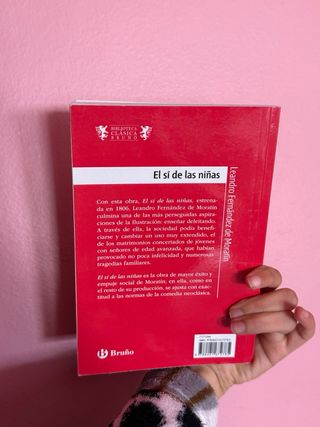 BIBLIOTECA
CLÁSICA
BRUÑO
El sí de las niñas
Leandro Fernández de Moratín
Con esta obra, El sí de las niñas, estrena-
da en 1806, Leandro Fernández de Moratín
culmina una de las más perseguidas aspira-
ciones de la Ilustración: enseñar deleitando.
A través de ella, la sociedad podía benefi-
ciarse y cambiar un uso muy extendido, el
de los matrimonios concertados de jóvenes
con señores de edad avanzada, que habían
provocado no poca infelicidad y numerosas
tragedias familiares.
El sí de las niñas es la obra de mayor éxito y
empuje social de Moratín; en ella, como en
el resto de su producción, se ajusta con exac-
titud a las normas de la comedia neoclásica.
Bruño